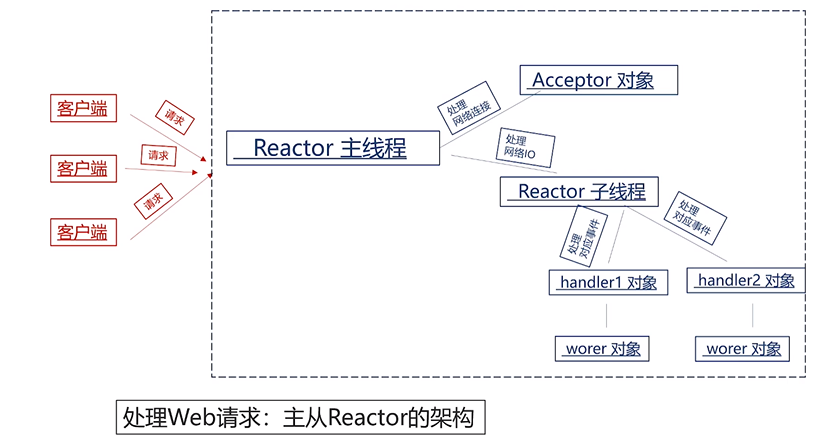 客户端
请求
客户端
请求
客户端
请求
Reactor 主线程
处理
网络连接
Acceptor 对象
处理
网络IO
Reactor 子线程
处理
对应事件
处理
对应事件
handler1 对象
handler2 对象
worer 对象
worer 对象
处理Web请求：主从Reactor的架构